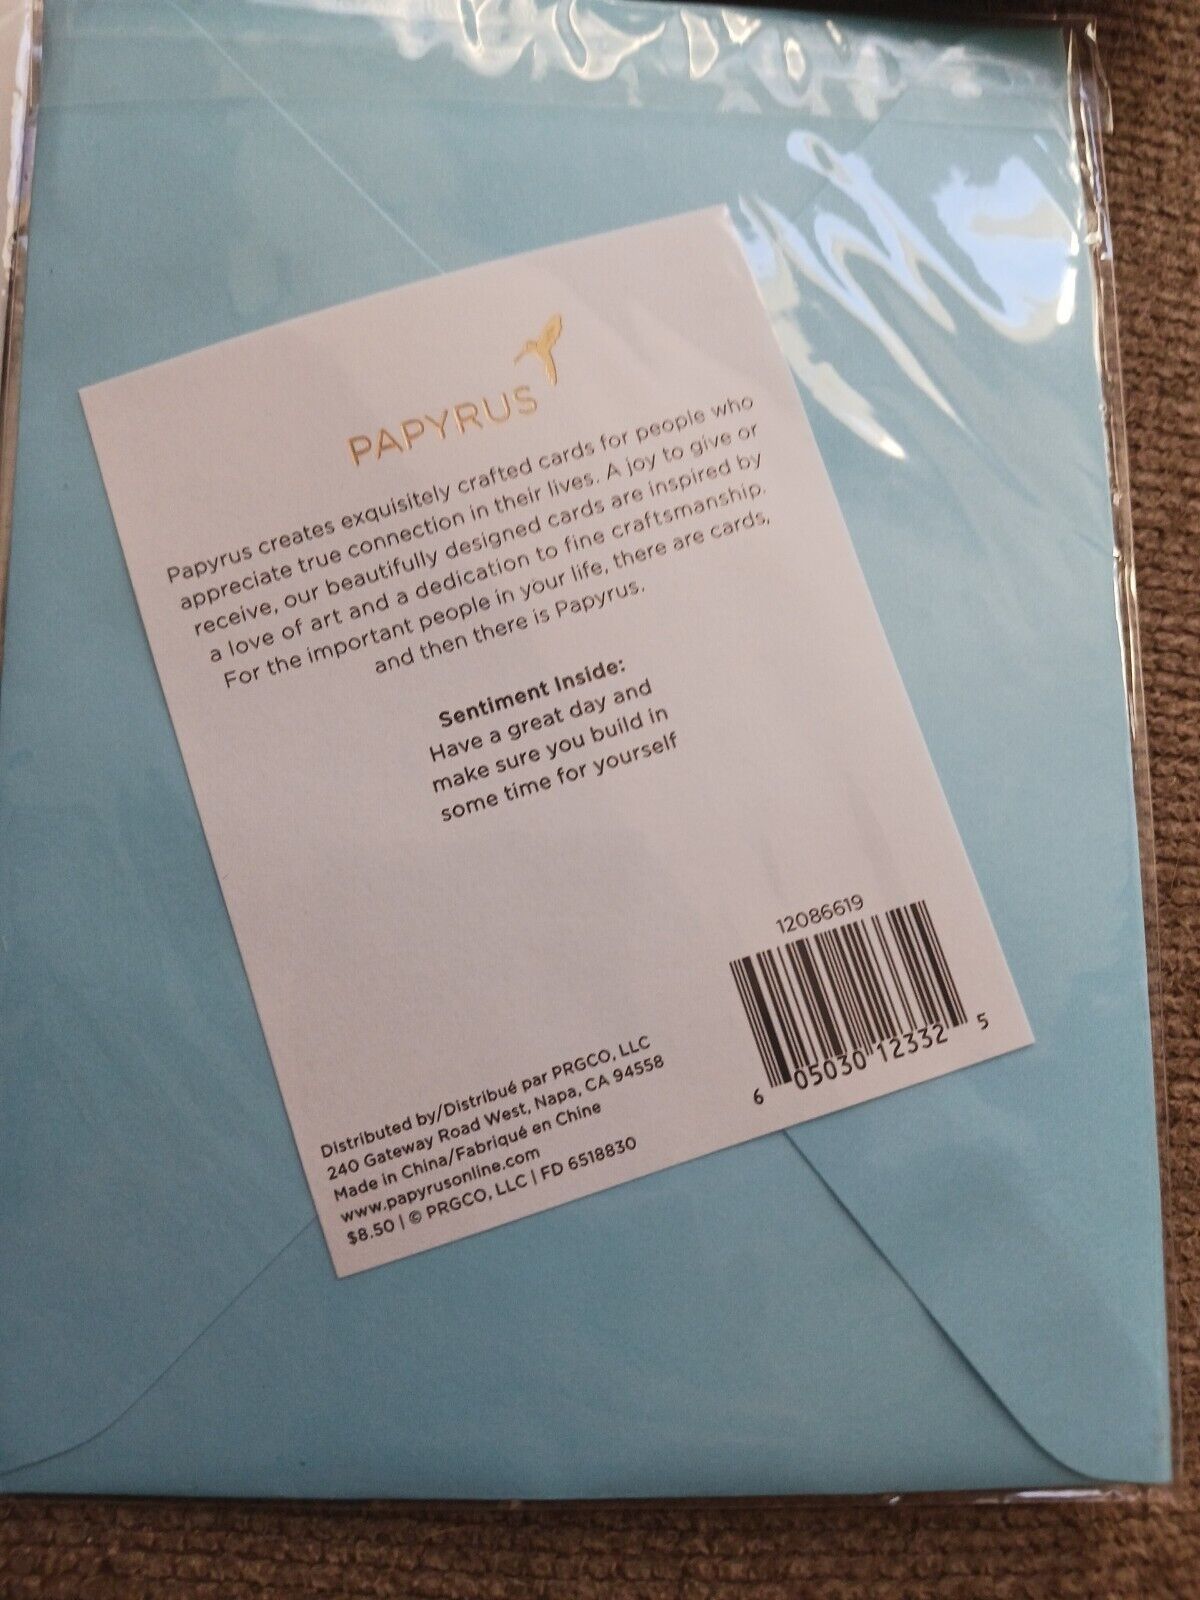 PAPYRUS
Papyrus creates exquisitely crafted cards for people who
appreciate true connection in their lives. A joy to give or
receive, our beautifully designed cards are inspired by
a love of art and a dedication to fine craftsmanship.
For the important people in your life, there are cards,
and then there is Papyrus.
Sentiment Inside:
Have a great day and
make sure you build in
some time for yourself
12086619
6 05030 12332 5
Distributed by/Distribué par PRGCO, LLC
240 Gateway Road West, Napa, CA 94558
Made in China/Fabriqué en Chine
www.papyrusonline.com
$8.50 | © PRGCO, LLC | FD 6518830